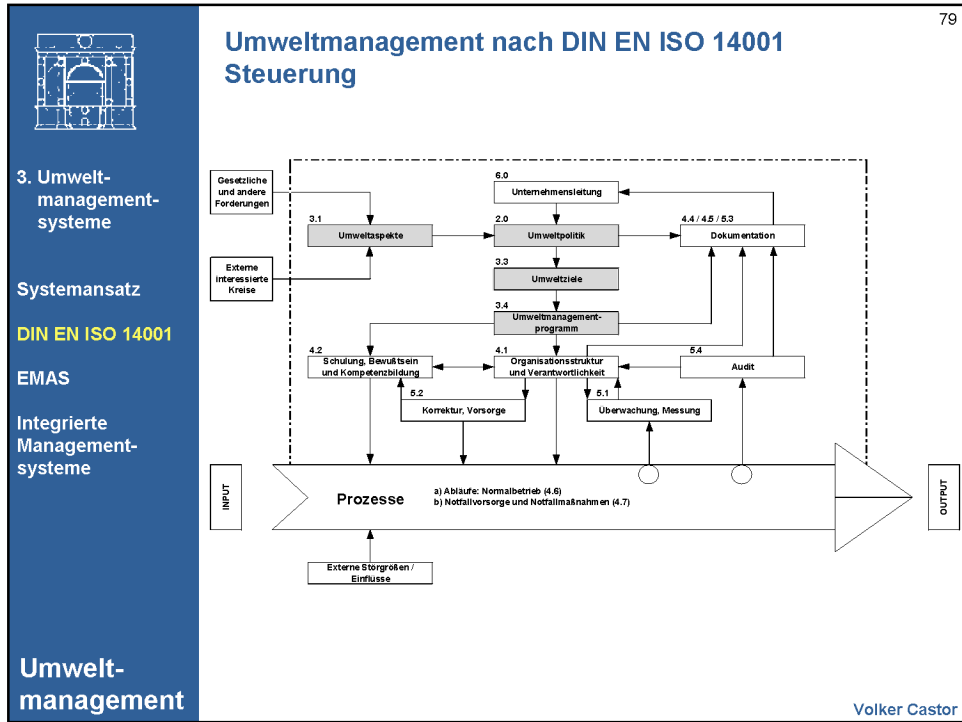 79
Umweltmanagement nach DIN EN ISO 14001
Steuerung
3. Umwelt-
management-
systeme
Systemansatz
DIN EN ISO 14001
EMAS
Integrierte
Management-
systeme
Umwelt-
management
Gesetzliche
und andere
Forderungen
Externe
interessierte
Kreise
6.0
Unternehmensleitung
3.1
Umweltaspekte
2.0
Umweltpolitik
4.4 / 4.5 / 5.3
Dokumentation
3.3
Umweltziele
3.4
Umweltmanagement-
programm
4.2
Schulung, Bewußtsein
und Kompetenzbildung
4.1
Organisationsstruktur
und Verantwortlichkeit
5.4
Audit
5.2
Korrektur, Vorsorge
5.1
Überwachung, Messung
INPUT
Prozesse
a) Abläufe: Normalbetrieb (4.6)
b) Notfallvorsorge und Notfallmaßnahmen (4.7)
OUTPUT
Externe Störgrößen /
Einflüsse
Volker Castor